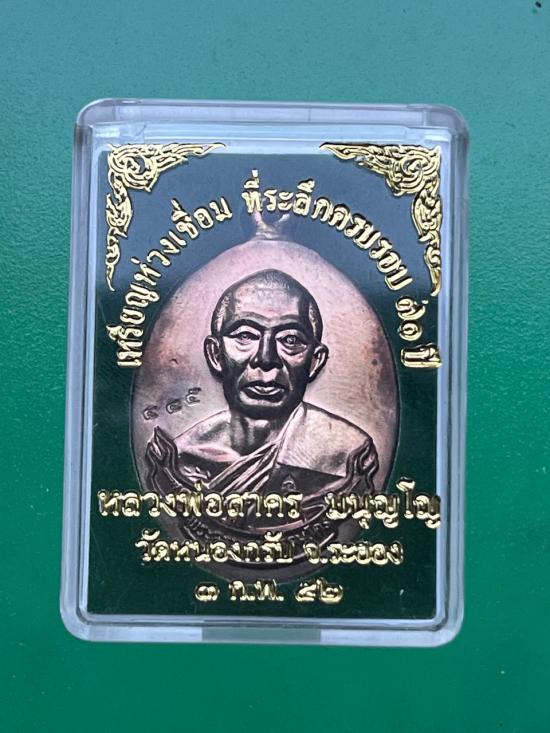 เหรียญห่วงเชื่อม ที่ระลึกครบรอบ ๗๑ ปี
๔๔๕
หลวงพ่อสาคร มนุญโญ
วัดหนองกรับ จ.ระยอง
๓ ก.พ. ๕๒